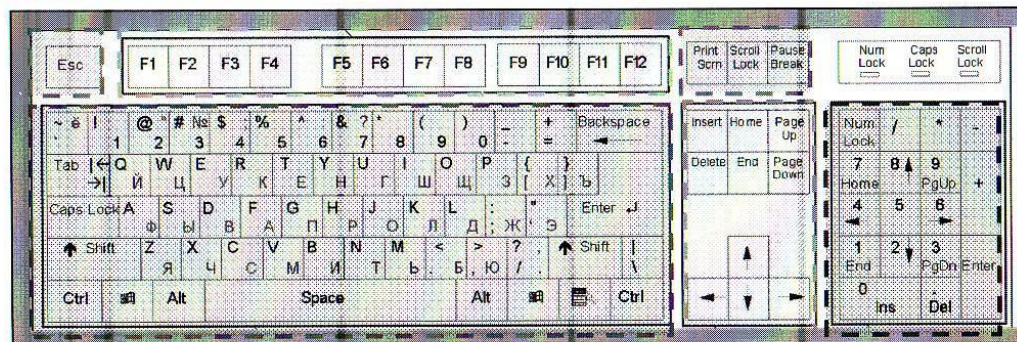 Esc F1 F2 F3 F4 F5 F6 F7 F8 F9 F10 F11 F12 Print Scrn Scroll Lock Pause Break Num Lock Caps Lock Scroll Lock
~ ` ё ! 1 @ " 2 # № 3 $ ; 4 % 5 ^ : 6 & ? 7 * 8 ( 9 ) 0 _ - + = Backspace Insert Home Page Up Num Lock / * -
Tab Q Й W Ц E У R К T Е Y Н U Г I Ш O Щ P З { [ Х } ] Ъ Delete End Page Down 7 Home 8 9 PgUp +
Caps Lock A Ф S Ы D В F А G П H Р J О K Л L Д : ; Ж " ' Э Enter 4 5 6
Shift Z Я X Ч C С V М B И N Т M Ь < , Б > . Ю ? / , . Shift | \ 1 End 2 3 PgDn Enter
Ctrl Alt Space Alt Ctrl 0 Ins . Del